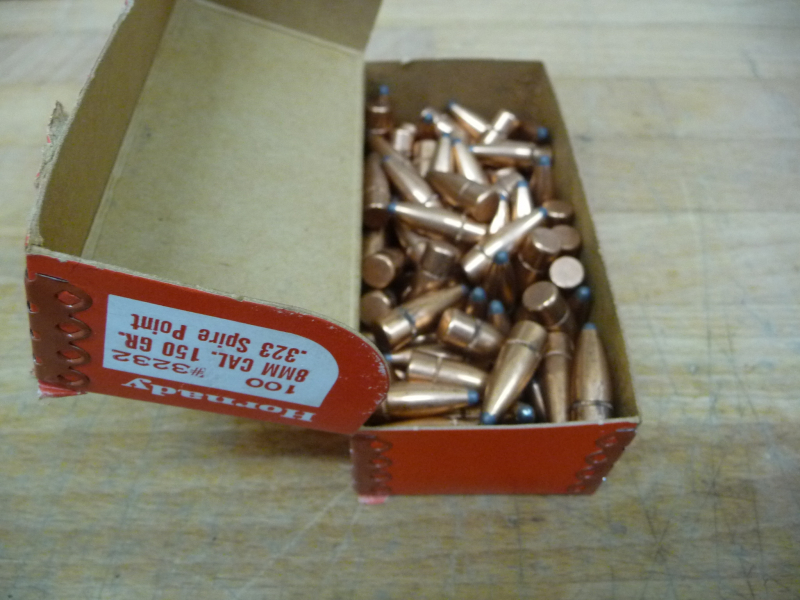 Hornady
100 #3232
8MM CAL. 150 GR.
.323 Spire Point